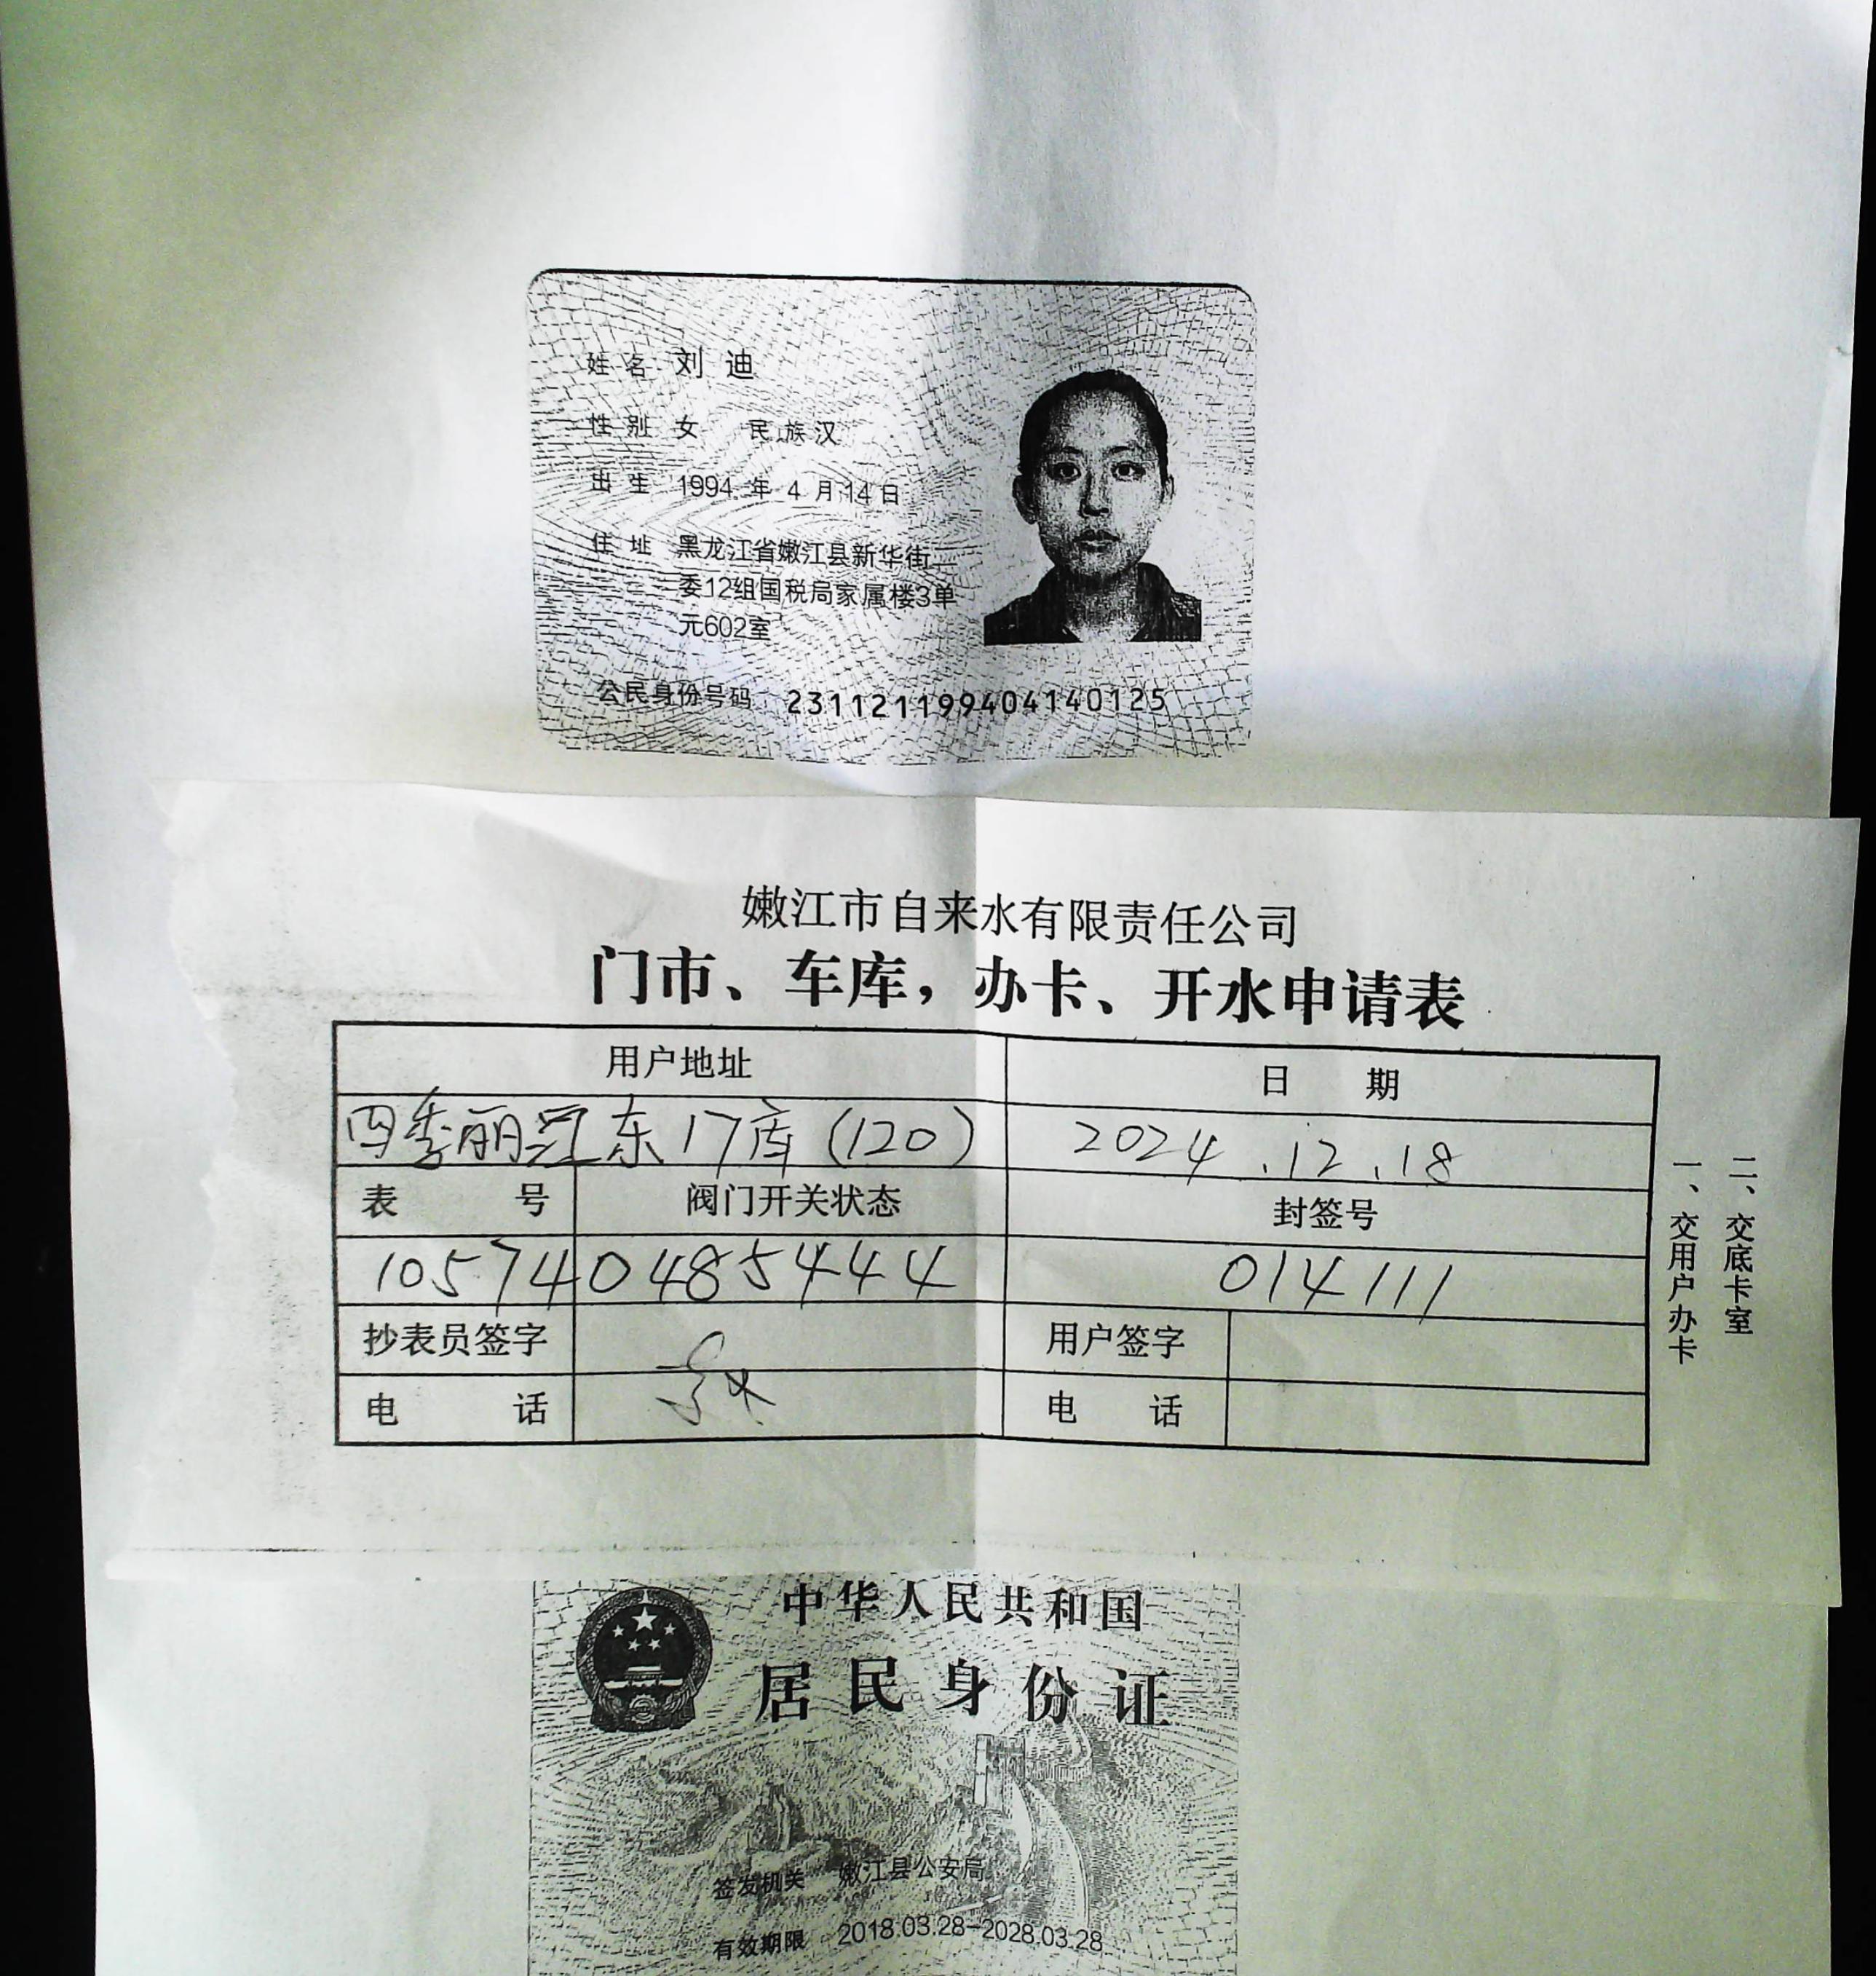 姓名 刘迪
性别 女 民族 汉
出生 1994年4月14日
住址 黑龙江省嫩江县新华街
委12组国税局家属楼3单
元602室
公民身份号码 231121199404140125
嫩江市自来水有限责任公司
门市、车库，办卡、开水申请表
用户地址 日期
四季丽景东17库(120) 2024.12.18
表号 阀门开关状态 封签号
105740485444 014111
抄表员签字 用户签字
电话 电话
一、交用户办卡
二、交底卡室
中华人民共和国
居民身份证
签发机关 嫩江县公安局
有效期限 2018.03.28-2028.03.28